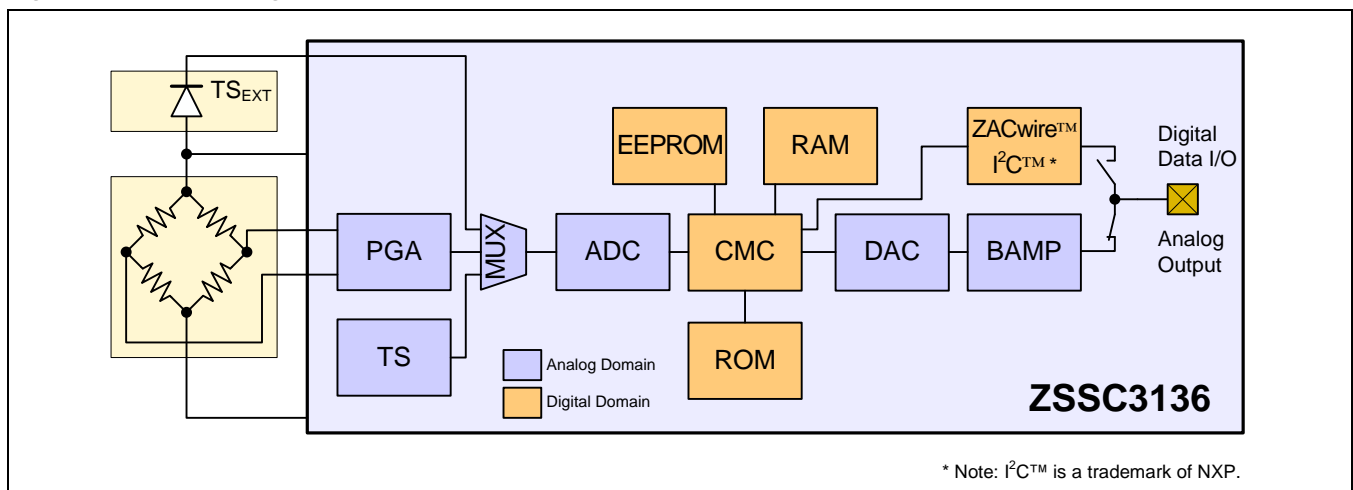 TSEXT
EEPROM
RAM
ZACwire™
I²C™ *
Digital
Data I/O
PGA
MUX
ADC
CMC
DAC
BAMP
Analog
Output
TS
ROM
Analog Domain
Digital Domain
ZSSC3136
* Note: I²C™ is a trademark of NXP.